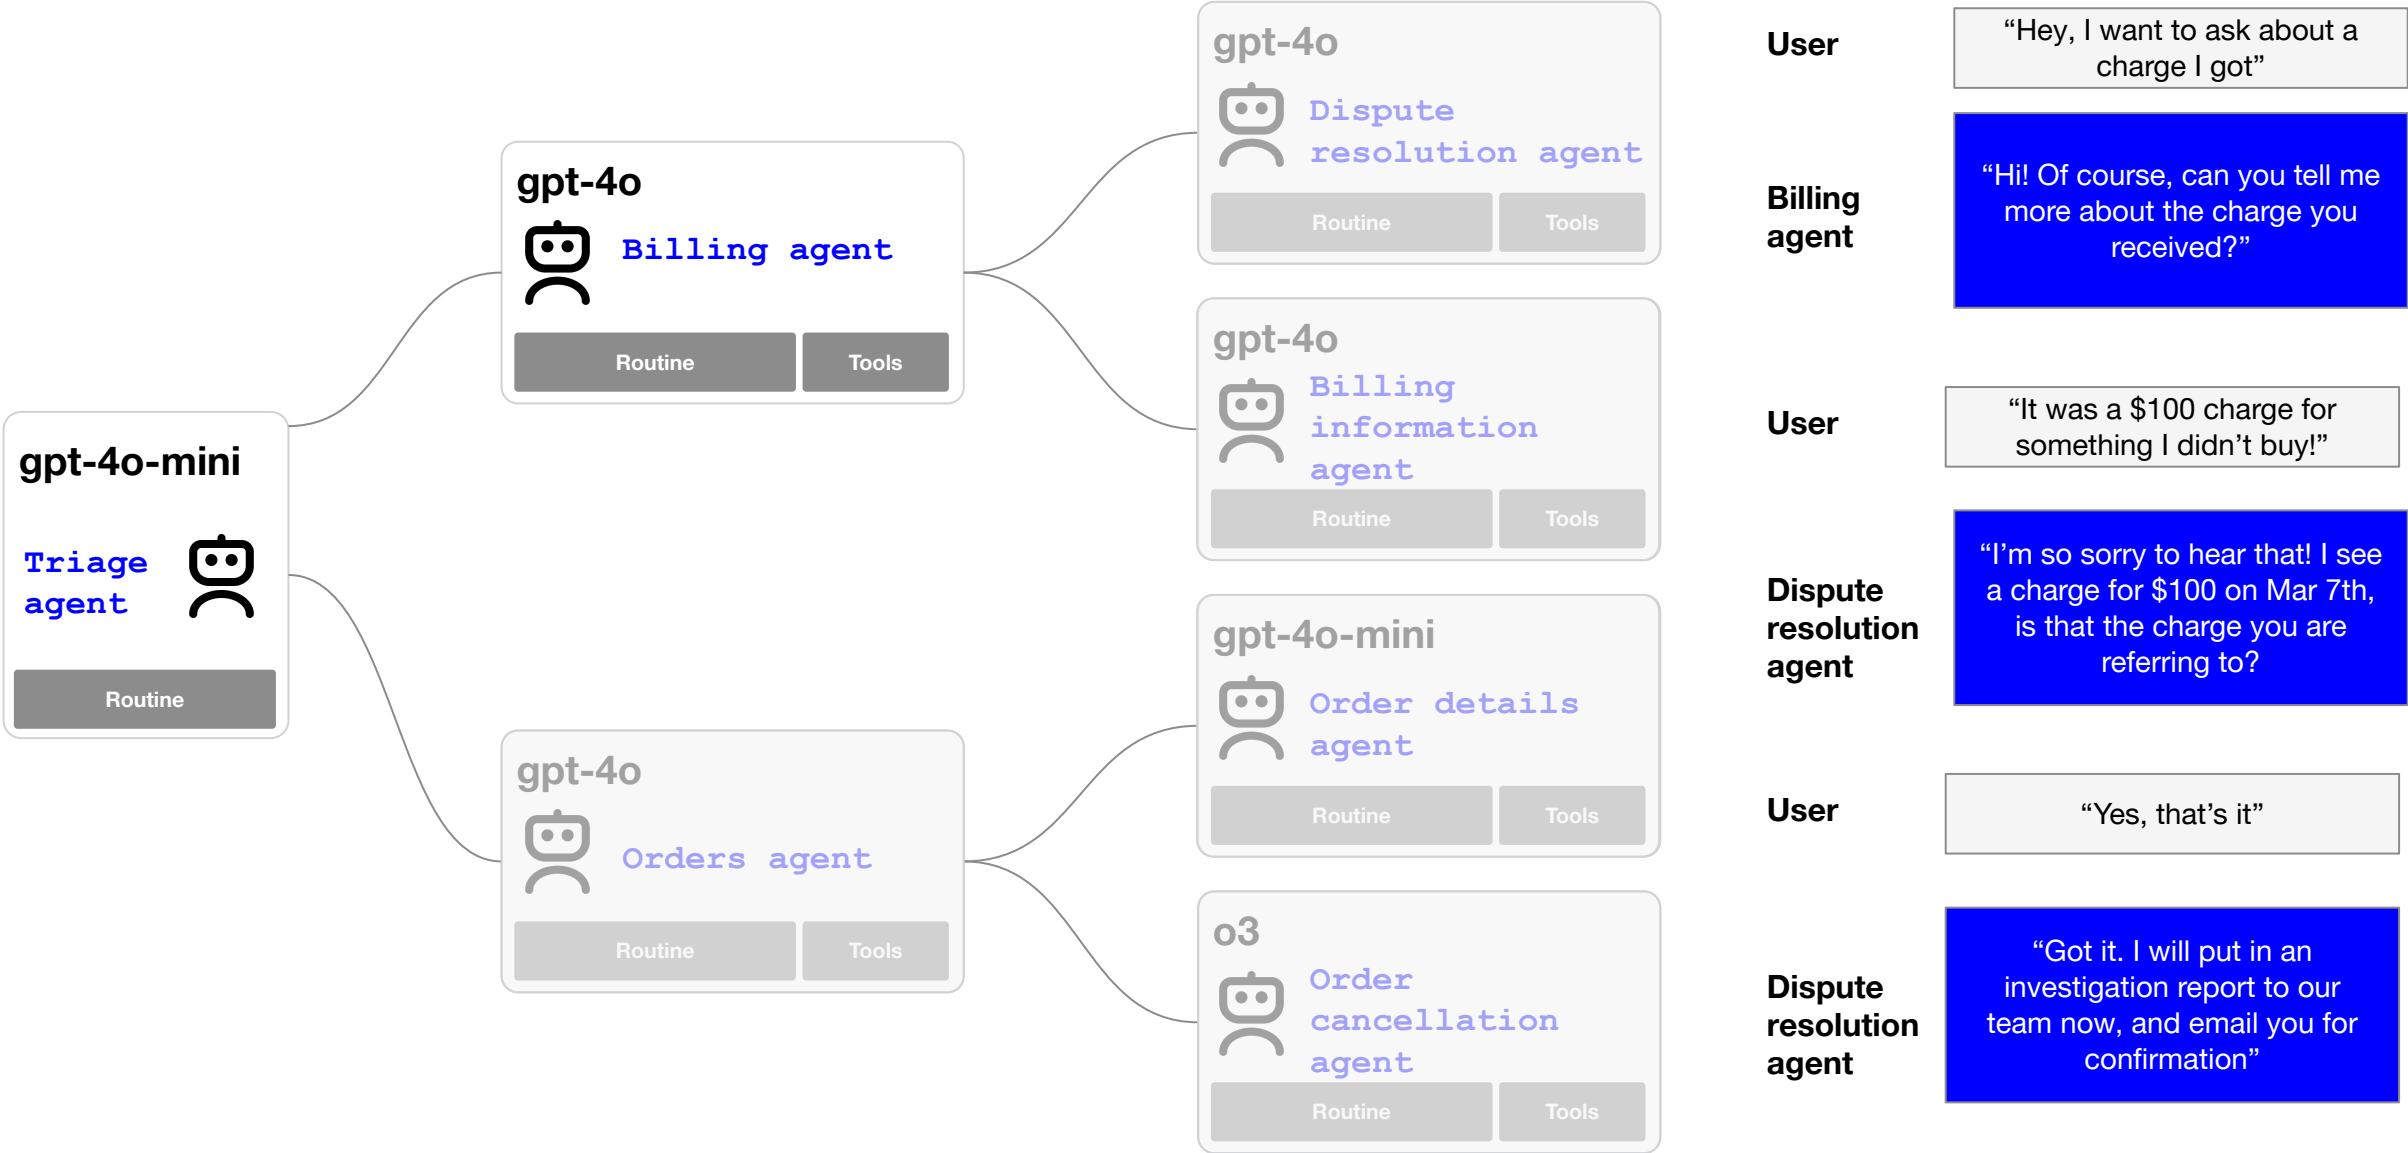 gpt-4o-mini
Triage
agent
Routine
gpt-4o
Billing agent
Routine
Tools
gpt-4o
Orders agent
Routine
Tools
gpt-4o
Dispute
resolution agent
Routine
Tools
gpt-4o
Billing
information
agent
Routine
Tools
gpt-4o-mini
Order details
agent
Routine
Tools
o3
Order
cancellation
agent
Routine
Tools
User
“Hey, I want to ask about a
charge I got”
Billing
agent
“Hi! Of course, can you tell me
more about the charge you
received?”
User
“It was a $100 charge for
something I didn’t buy!”
Dispute
resolution
agent
“I’m so sorry to hear that! I see
a charge for $100 on Mar 7th,
is that the charge you are
referring to?
User
“Yes, that’s it”
Dispute
resolution
agent
“Got it. I will put in an
investigation report to our
team now, and email you for
confirmation”